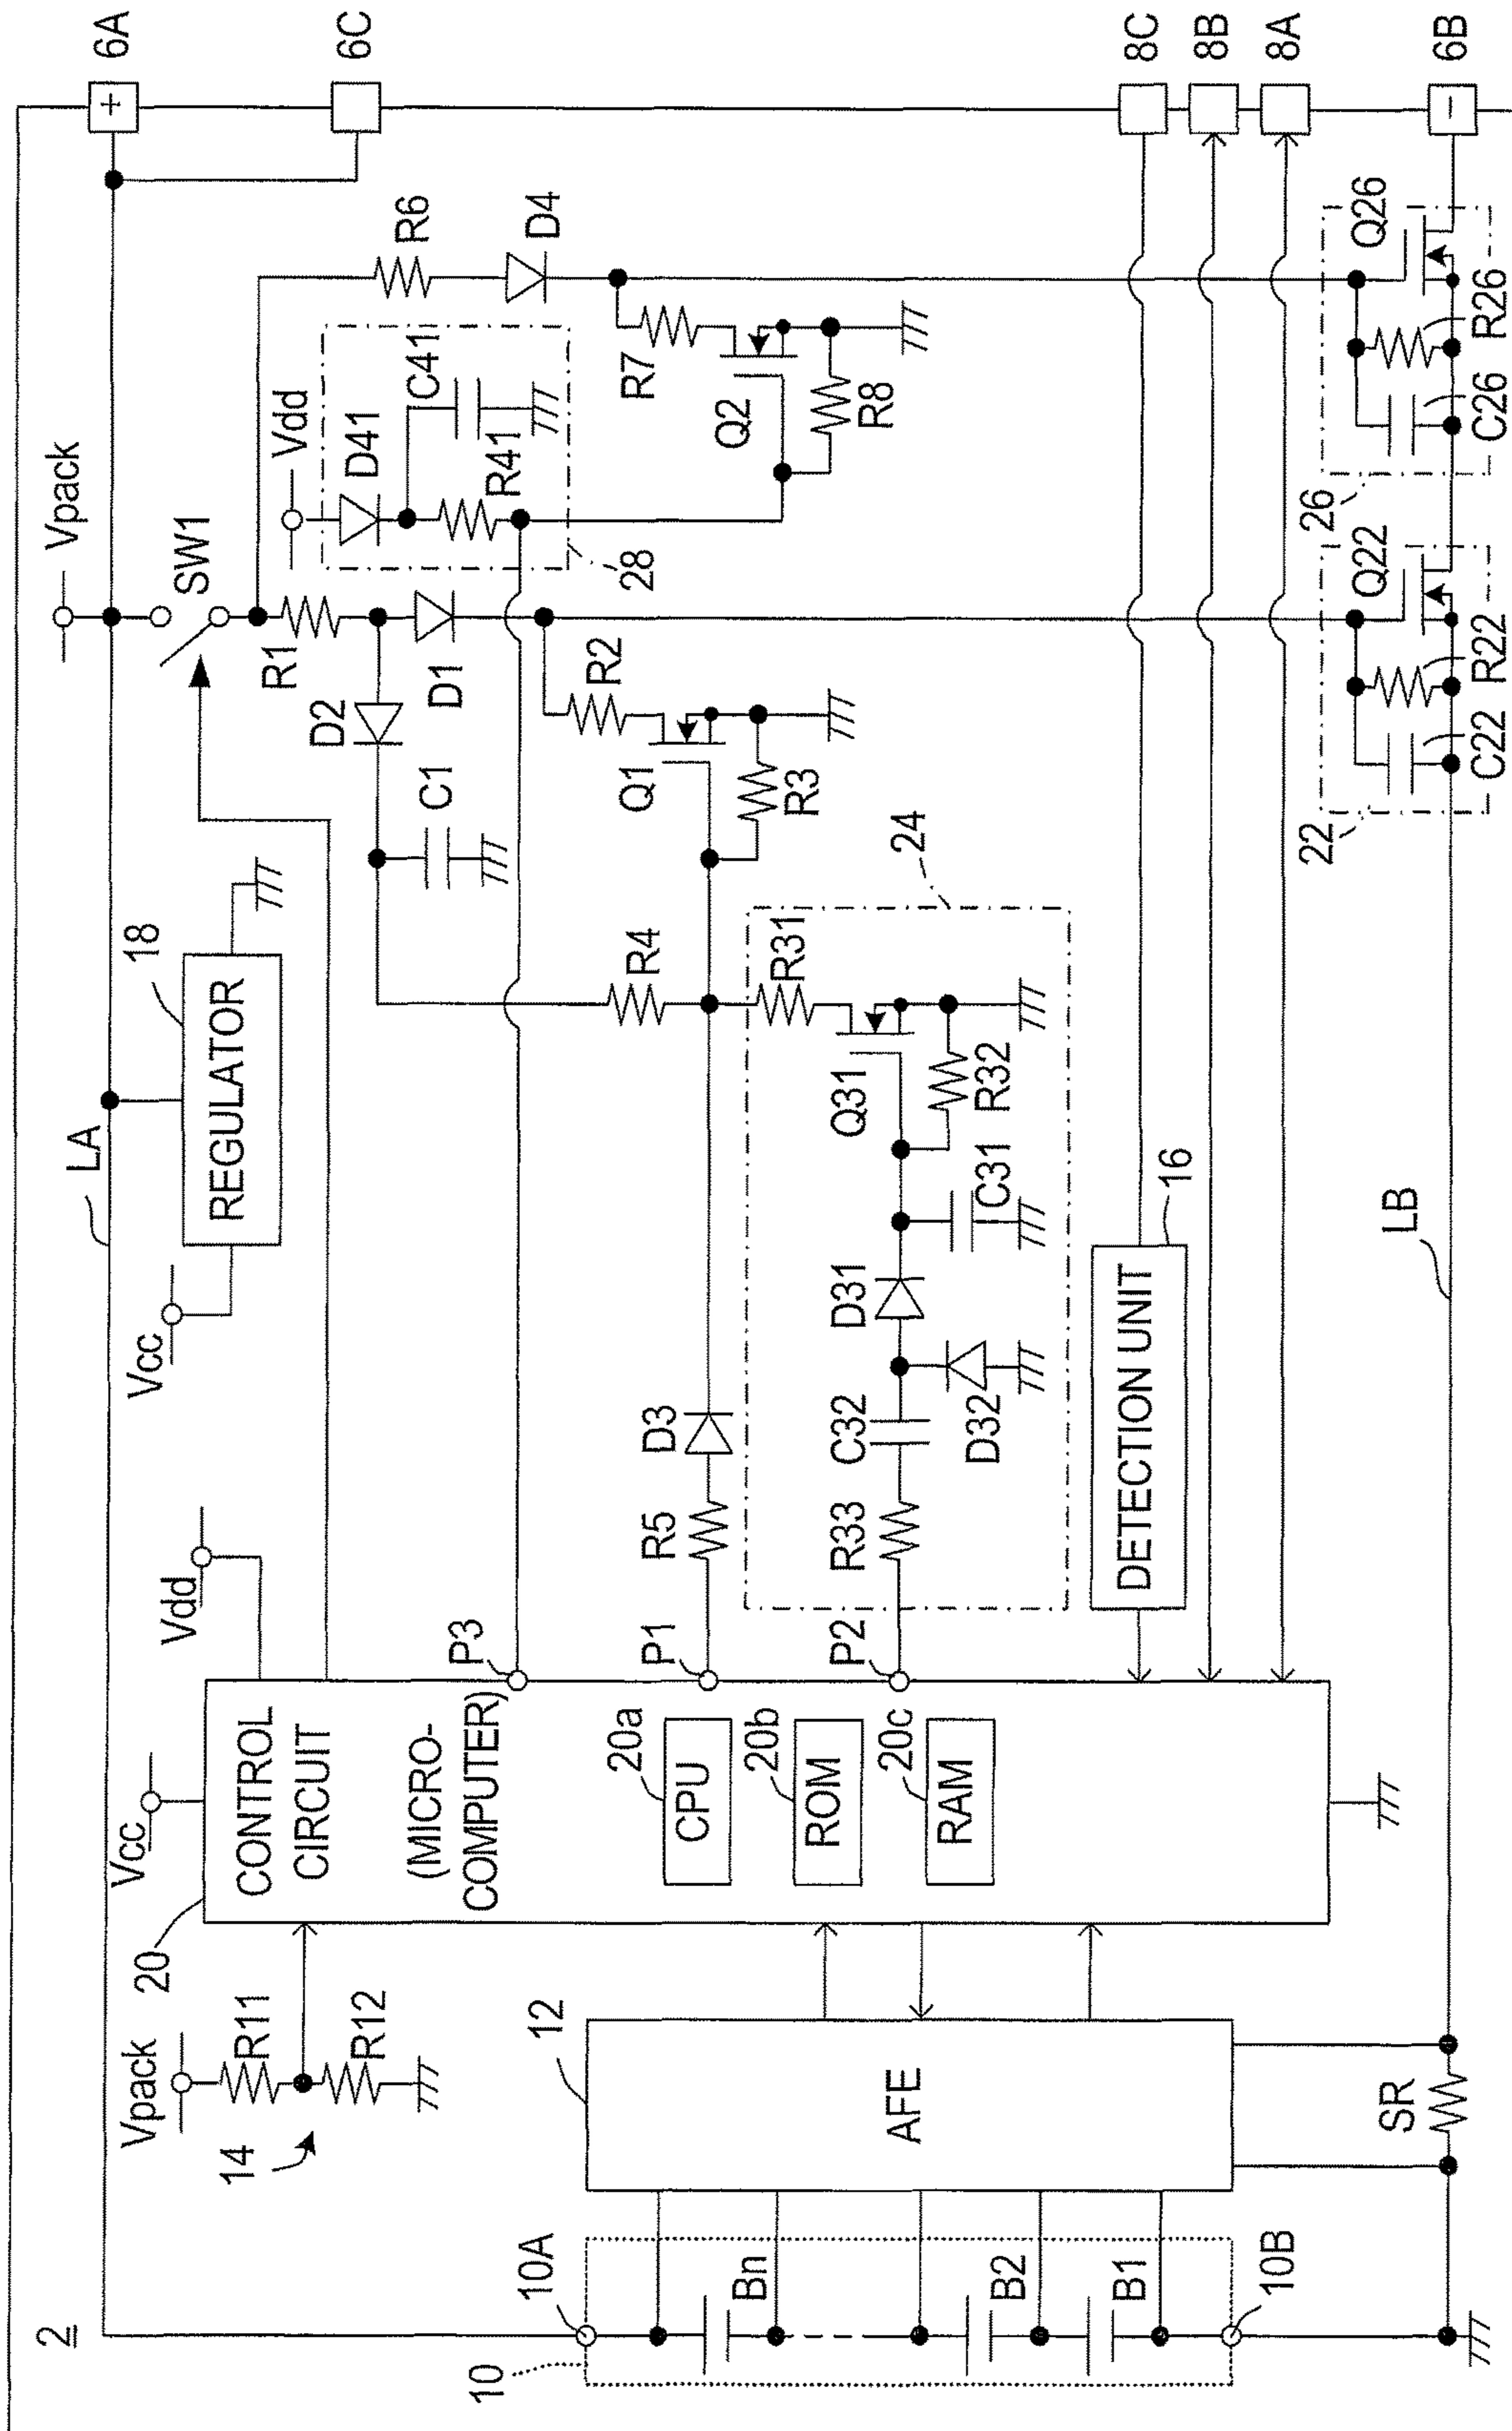 2
Vpack
6A
6C
SW1
LA
18
REGULATOR
Vcc
Vdd
Vcc
20
CONTROL
CIRCUIT
(MICRO-
COMPUTER)
20a
CPU
20b
ROM
20c
RAM
P3
P1
P2
Vpack
R11
R12
14
12
AFE
10
10A
Bn
B2
B1
10B
SR
R1
D2
D1
C1
R2
Q1
R3
R4
R5
D3
24
R31
Q31
R32
C31
D31
C32
D32
R33
Vdd
D41
C41
R41
28
R6
D4
R7
Q2
R8
DETECTION UNIT
16
8C
8B
8A
6B
+
-
LB
22
Q22
R22
C22
26
Q26
R26
C26